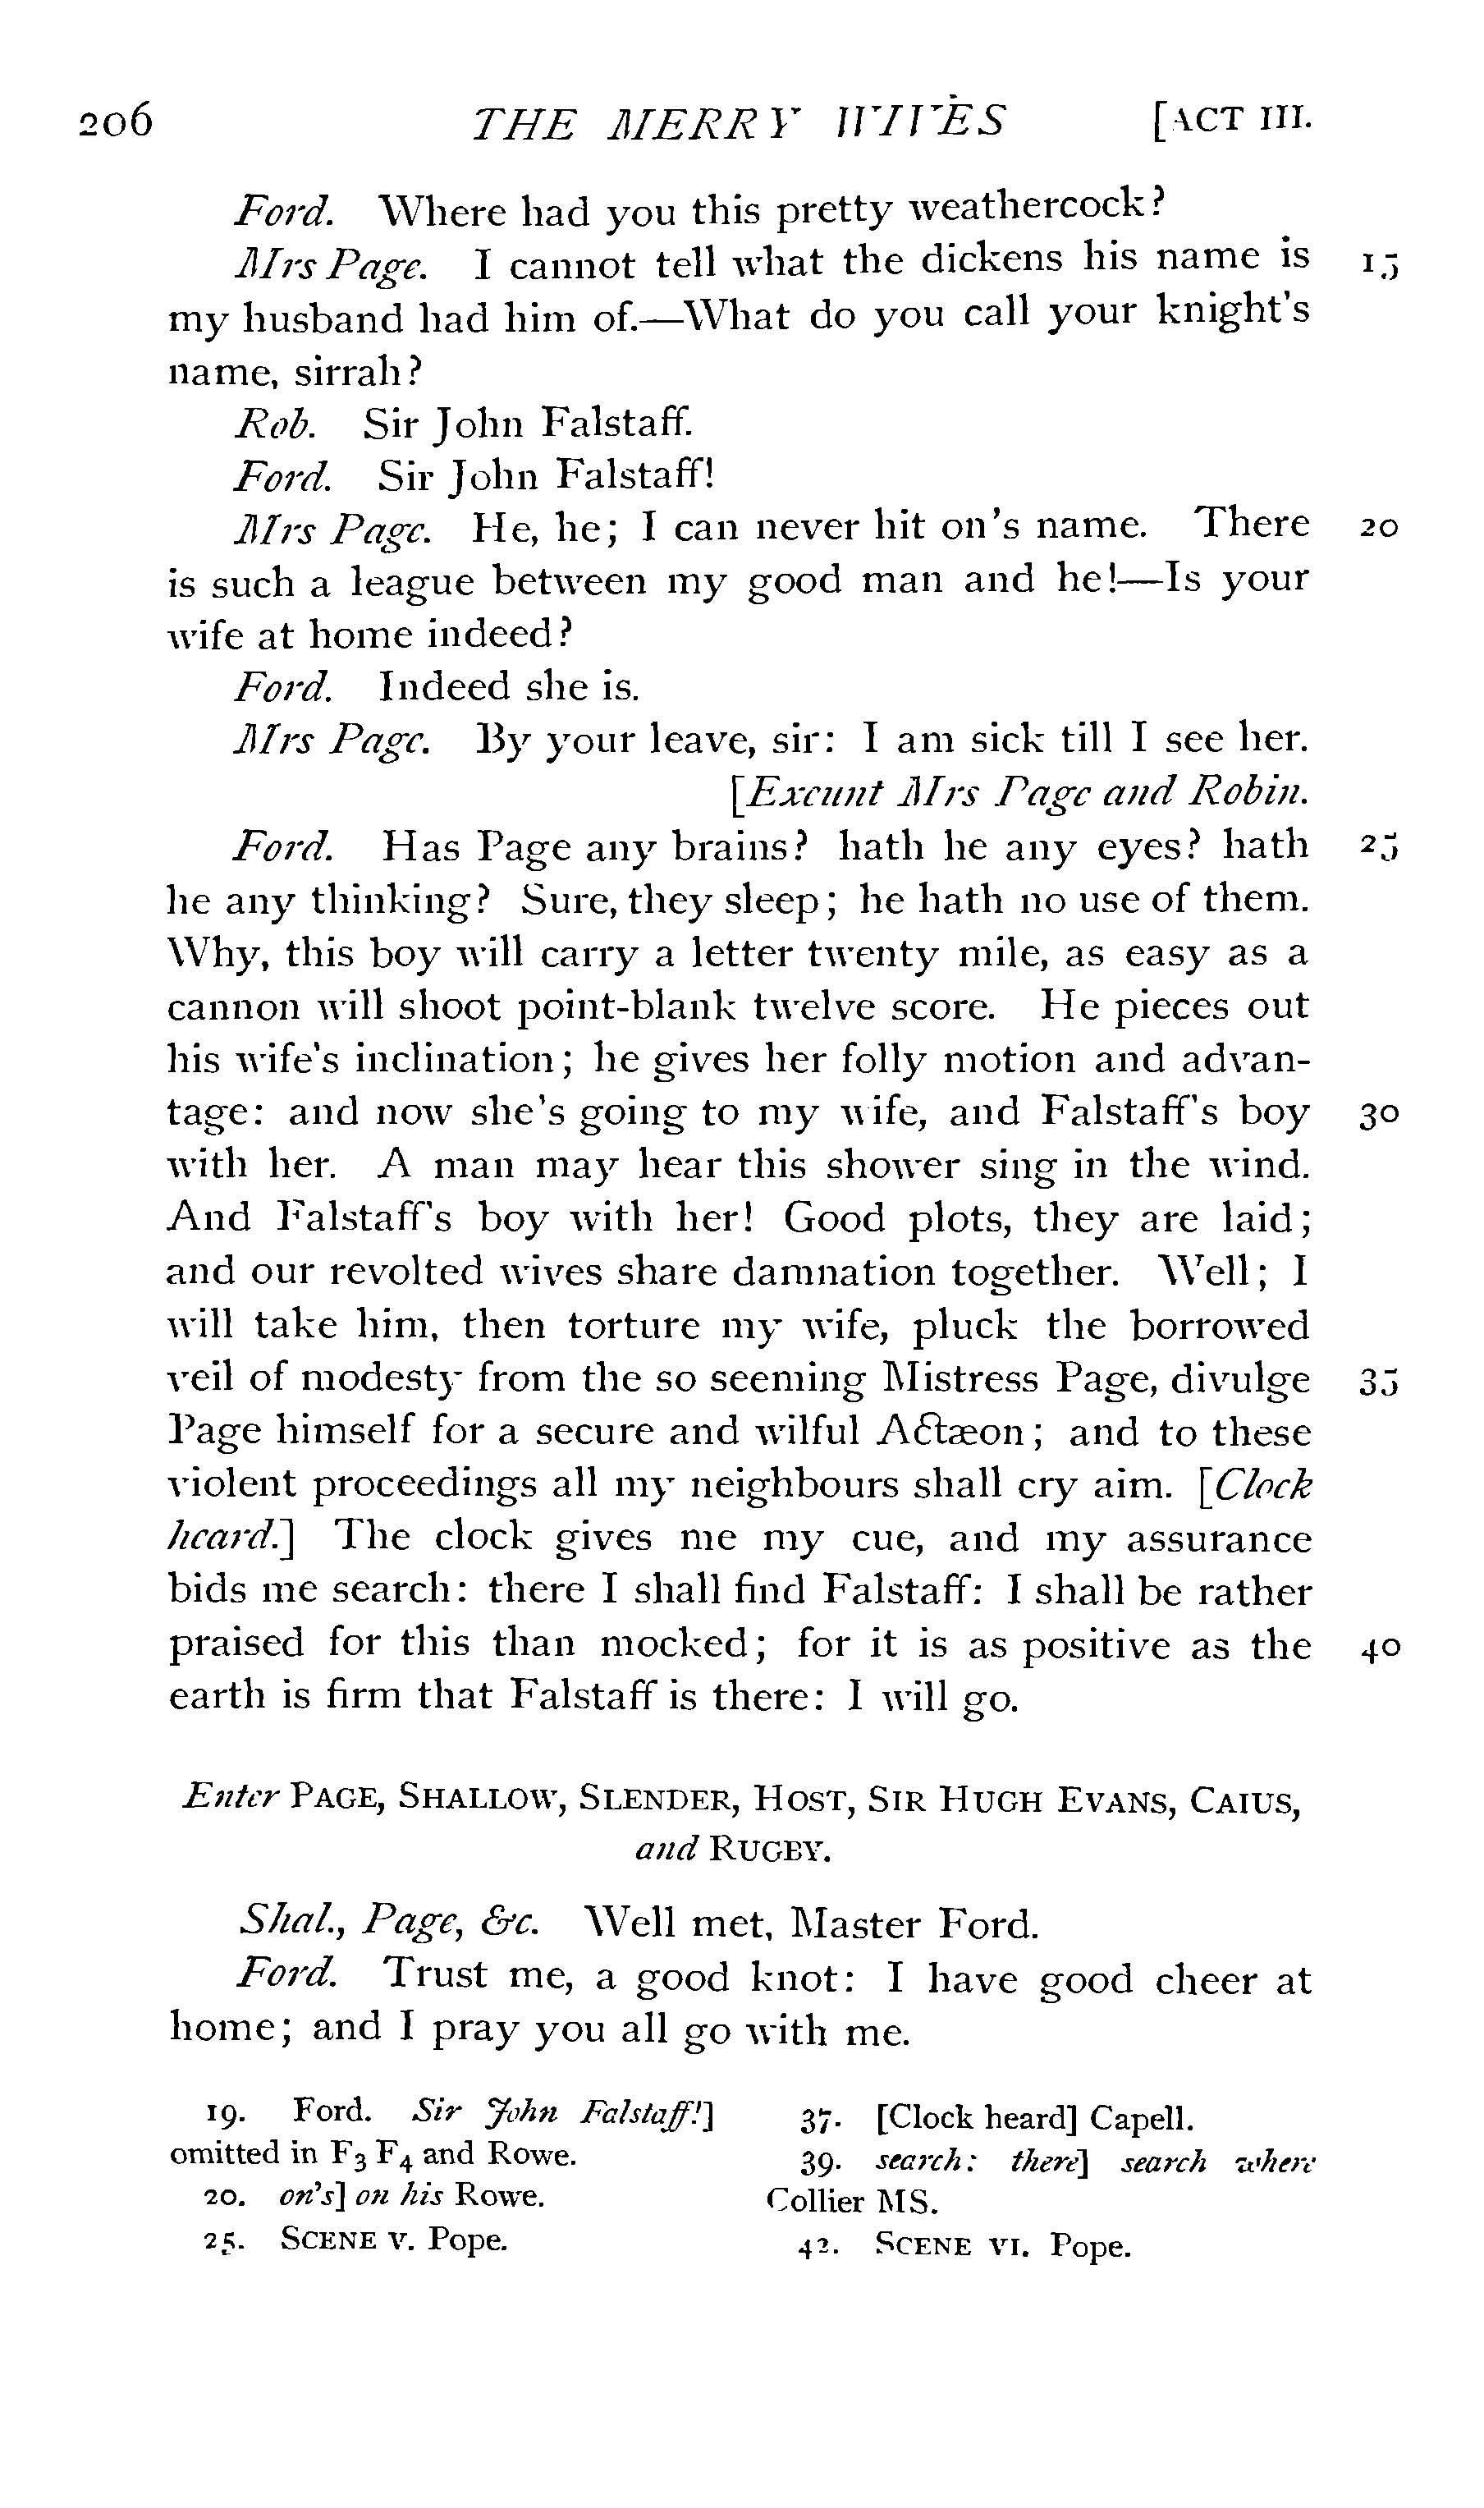 206 THE MERRY WIVES [ACT III.
Ford. Where had you this pretty weathercock?
Mrs Page. I cannot tell what the dickens his name is 15
my husband had him of.—What do you call your knight's
name, sirrah?
Rob. Sir John Falstaff.
Ford. Sir John Falstaff!
Mrs Page. He, he; I can never hit on's name. There 20
is such a league between my good man and he!—Is your
wife at home indeed?
Ford. Indeed she is.
Mrs Page. By your leave, sir: I am sick till I see her.
[Exeunt Mrs Page and Robin.
Ford. Has Page any brains? hath he any eyes? hath 25
he any thinking? Sure, they sleep; he hath no use of them.
Why, this boy will carry a letter twenty mile, as easy as a
cannon will shoot point-blank twelve score. He pieces out
his wife's inclination; he gives her folly motion and advan-
tage: and now she's going to my wife, and Falstaff's boy 30
with her. A man may hear this shower sing in the wind.
And Falstaff's boy with her! Good plots, they are laid;
and our revolted wives share damnation together. Well; I
will take him, then torture my wife, pluck the borrowed
veil of modesty from the so seeming Mistress Page, divulge 35
Page himself for a secure and wilful Actæon; and to these
violent proceedings all my neighbours shall cry aim. [Clock
heard.] The clock gives me my cue, and my assurance
bids me search: there I shall find Falstaff: I shall be rather
praised for this than mocked; for it is as positive as the 40
earth is firm that Falstaff is there: I will go.
Enter PAGE, SHALLOW, SLENDER, HOST, SIR HUGH EVANS, CAIUS,
and RUGBY.
Shal., Page, &c. Well met, Master Ford.
Ford. Trust me, a good knot: I have good cheer at
home; and I pray you all go with me.
19. Ford. Sir John Falstaff!]
omitted in F3 F4 and Rowe.
20. on's] on his Rowe.
25. SCENE V. Pope.
37. [Clock heard] Capell.
39. search: there] search where
Collier MS.
42. SCENE VI. Pope.